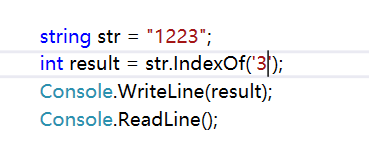 string str = "1223";
int result = str.IndexOf('3');
Console.WriteLine(result);
Console.ReadLine();